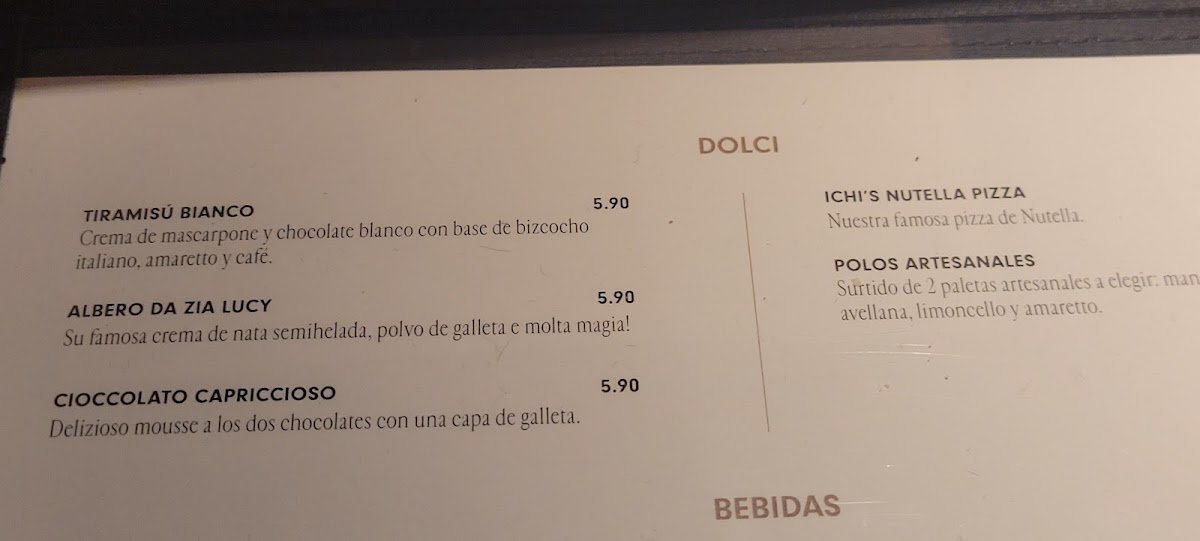 DOLCI
TIRAMISÚ BIANCO 5.90
Crema de mascarpone y chocolate blanco con base de bizcocho
italiano, amaretto y café.
ALBERO DA ZIA LUCY 5.90
Su famosa crema de nata semihelada, polvo de galleta e molta magia!
CIOCCOLATO CAPRICCIOSO 5.90
Delizioso mousse a los dos chocolates con una capa de galleta.
ICHI'S NUTELLA PIZZA
Nuestra famosa pizza de Nutella.
POLOS ARTESANALES
Surtido de 2 paletas artesanales a elegir:
avellana, limoncello y amaretto.
BEBIDAS